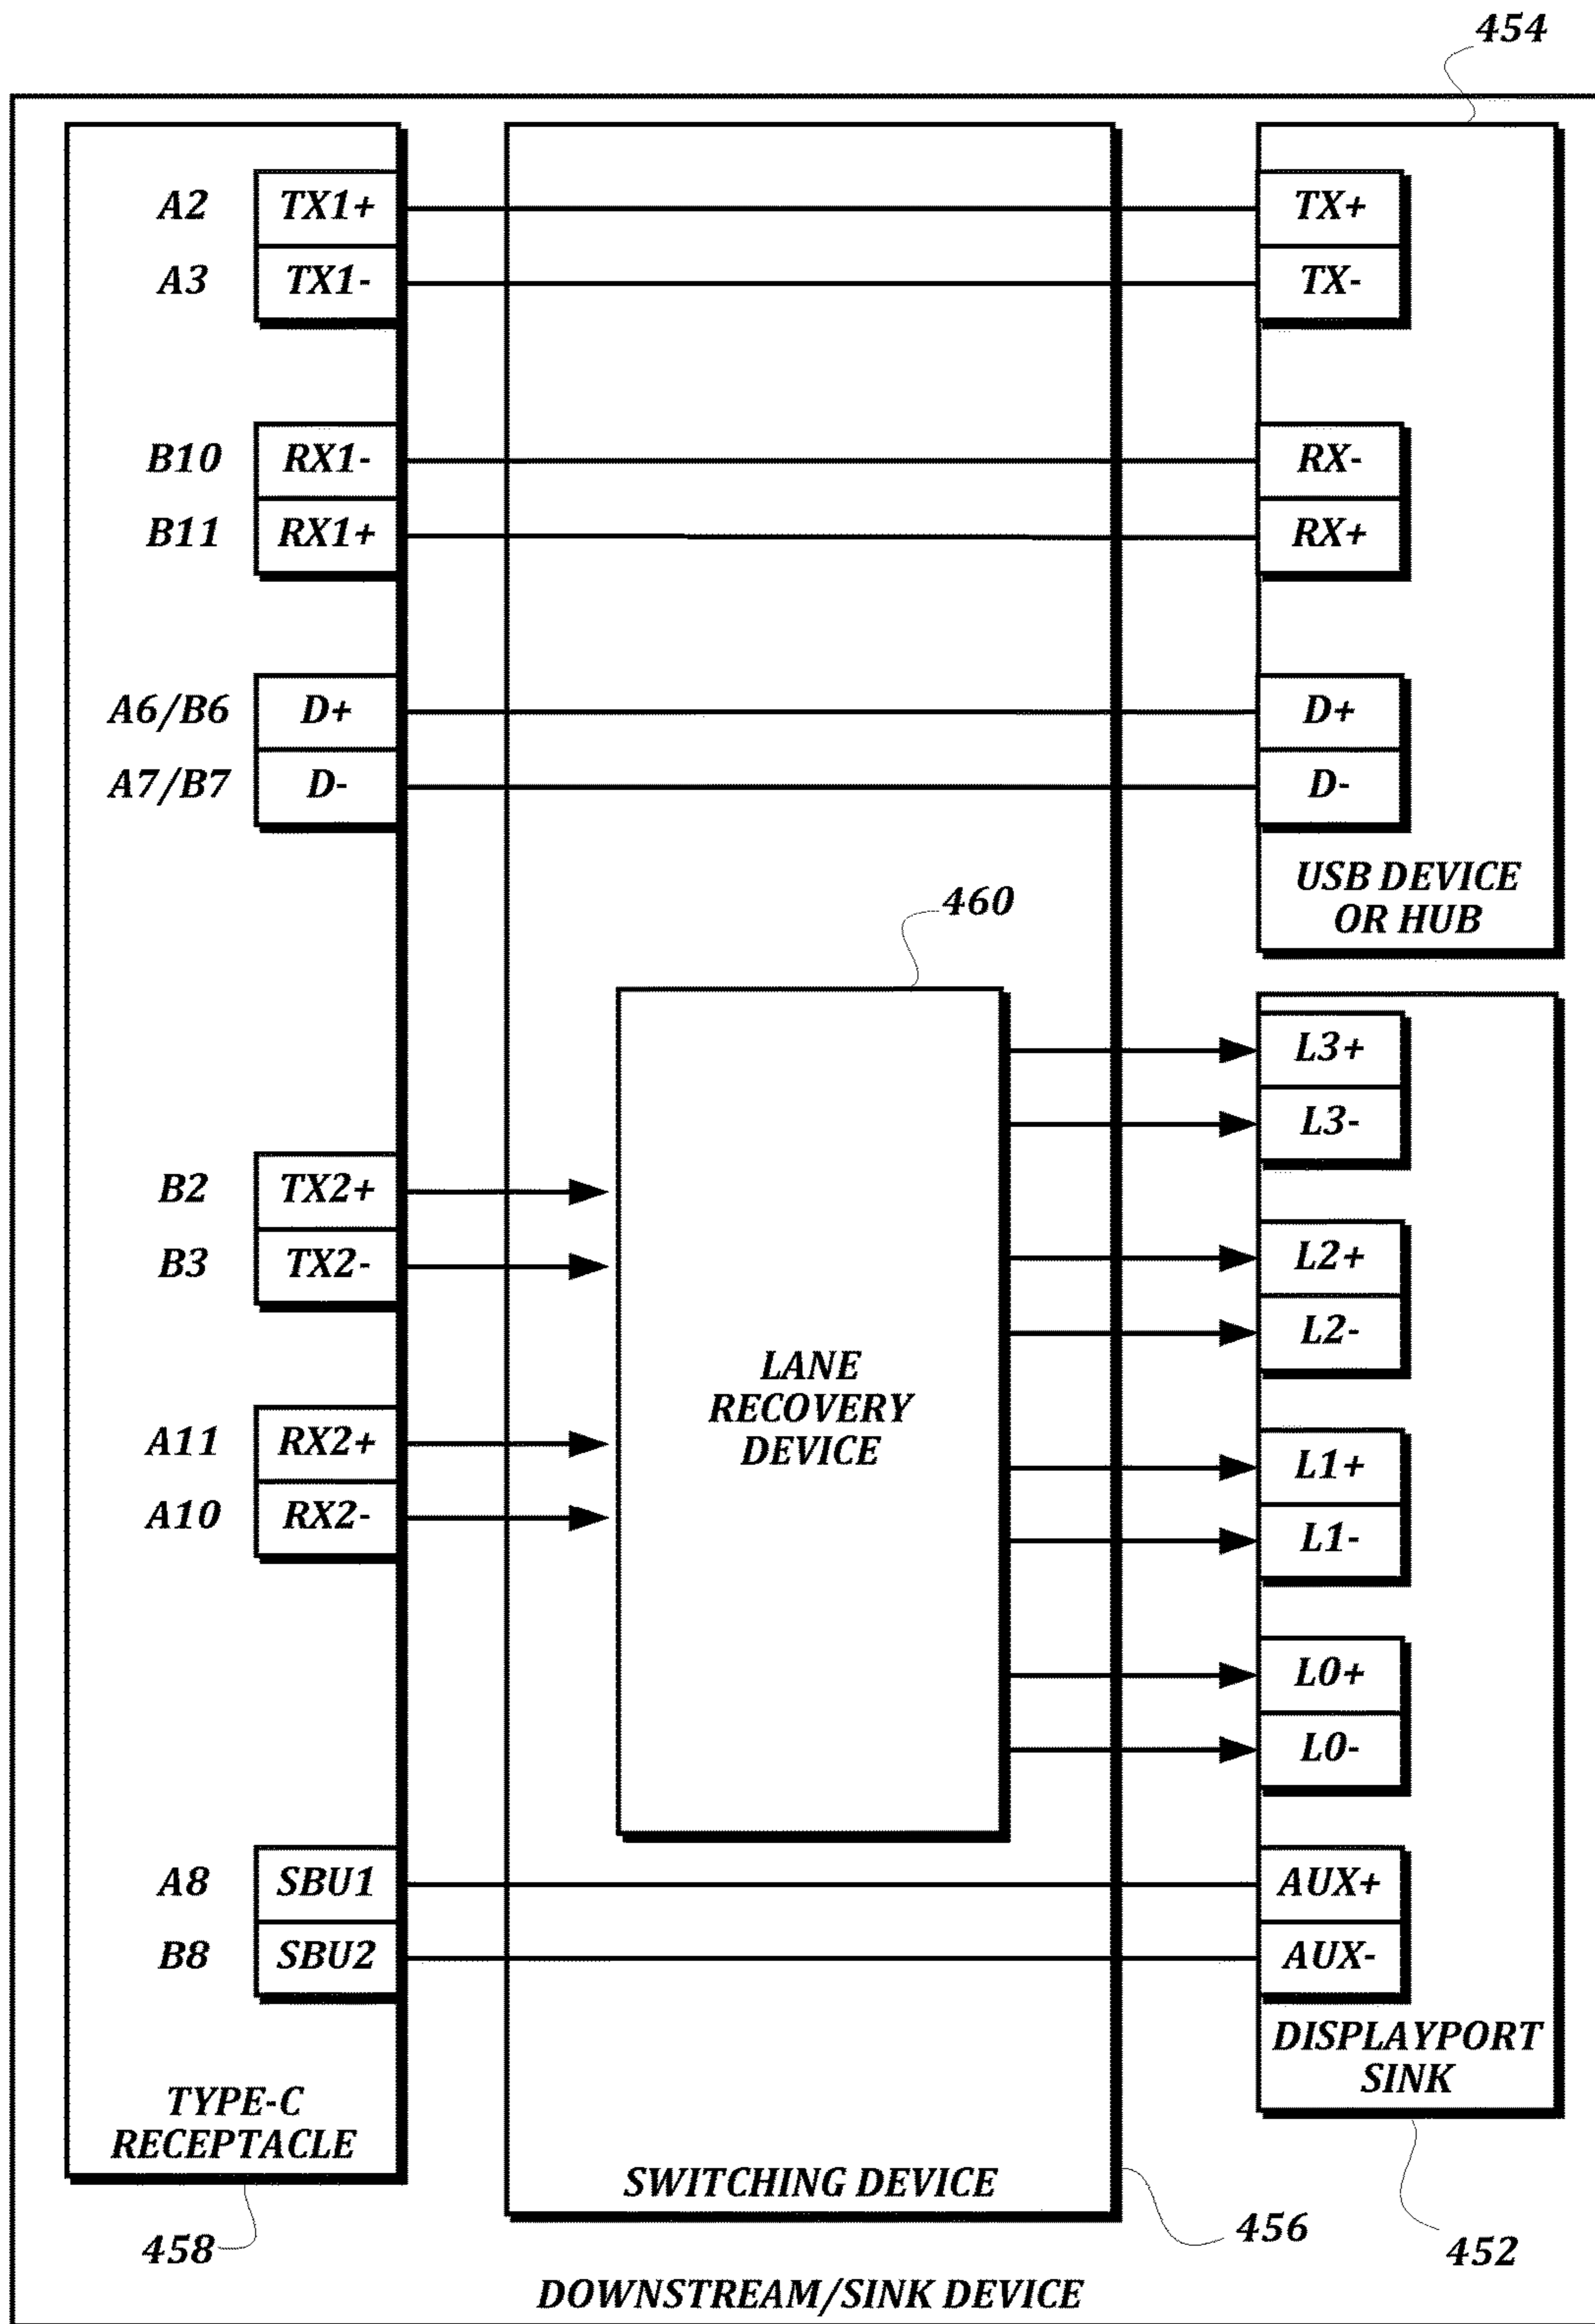 454
A2 TX1+ TX+
A3 TX1- TX-
B10 RX1- RX-
B11 RX1+ RX+
A6/B6 D+ D+
A7/B7 D- D-
USB DEVICE
OR HUB
460
L3+
L3-
B2 TX2+
L2+
B3 TX2-
L2-
LANE
RECOVERY
DEVICE
A11 RX2+
L1+
A10 RX2-
L1-
L0+
L0-
A8 SBU1 AUX+
B8 SBU2 AUX-
DISPLAYPORT
SINK
TYPE-C
RECEPTACLE
SWITCHING DEVICE
458
456
452
DOWNSTREAM/SINK DEVICE